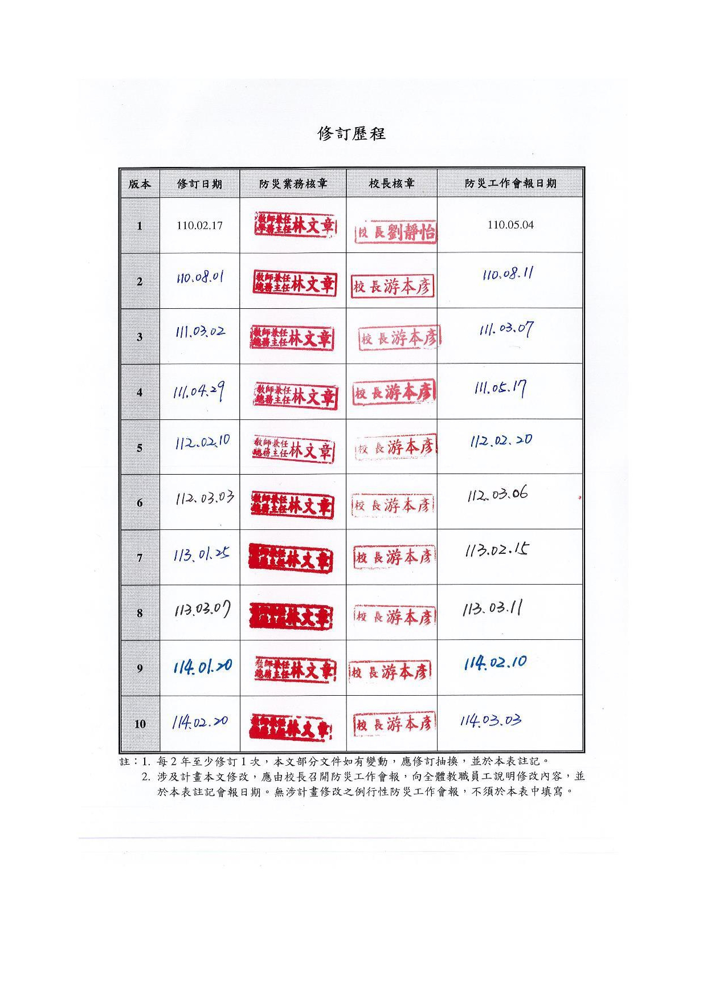 修訂歷程
版本 修訂日期 防災業務核章 校長核章 防災工作會報日期
1 110.02.17 教師兼任學務主任林文章 校長劉靜怡 110.05.04
2 110.08.01 教師兼任總務主任林文章 校長游本彥 110.08.11
3 111.03.02 教師兼任總務主任林文章 校長游本彥 111.03.07
4 111.04.29 教師兼任總務主任林文章 校長游本彥 111.05.17
5 112.02.10 教師兼任總務主任林文章 校長游本彥 112.02.20
6 112.03.03 教師兼任總務主任林文章 校長游本彥 112.03.06
7 113.01.25 林文章 校長游本彥 113.02.15
8 113.03.07 林文章 校長游本彥 113.03.11
9 114.01.20 教師兼任總務主任林文章 校長游本彥 114.02.10
10 114.02.20 林文章 校長游本彥 114.03.03
註：1. 每2年至少修訂1次，本文部分文件如有變動，應修訂抽換，並於本表註記。
2. 涉及計畫本文修改，應由校長召開防災工作會報，向全體教職員工說明修改內容，並
於本表註記會報日期。無涉計畫修改之例行性防災工作會報，不須於本表中填寫。